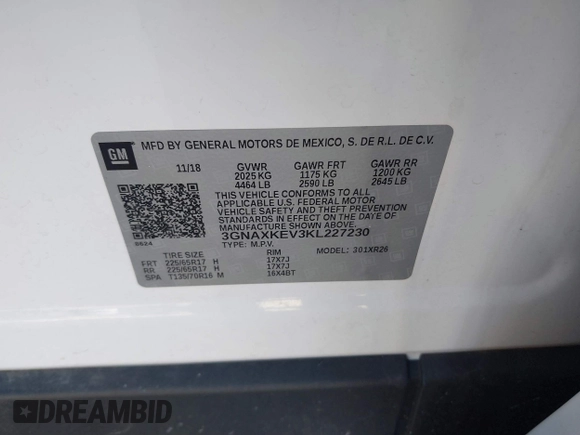 GM
MFD BY GENERAL MOTORS DE MEXICO, S. DE R.L. DE C.V.
11/18 GVWR GAWR FRT GAWR RR
2025 KG 1175 KG 1200 KG
4464 LB 2590 LB 2645 LB
THIS VEHICLE CONFORMS TO ALL
APPLICABLE U.S. FEDERAL MOTOR
VEHICLE SAFETY, BUMPER, AND THEFT
PREVENTION STANDARDS IN EFFECT
ON THE DATE OF
MANUFACTURE SHOWN ABOVE.
3GNAXKEV3KL227230
8624 TYPE: M.P.V. MODEL: 301XR26
TIRE SIZE RIM
FRT 225/65R17 H 17X7J
RR 225/65R17 H 17X7J
SPA T135/70R16 M 16X4BT
DREAMBID